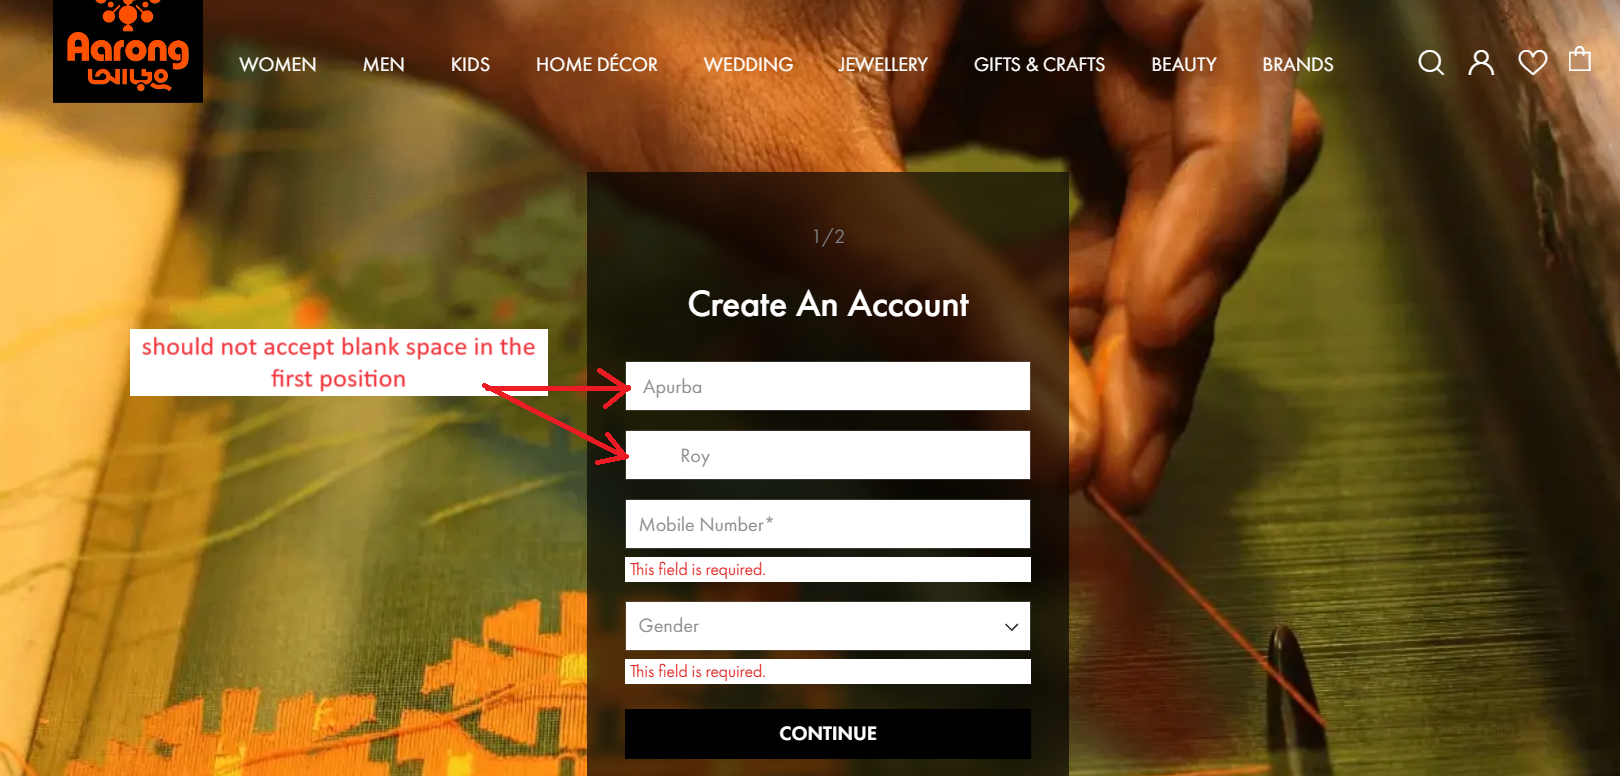 Aarong
আড়ং
WOMEN MEN KIDS HOME DÉCOR WEDDING JEWELLERY GIFTS & CRAFTS BEAUTY BRANDS
1/2
Create An Account
should not accept blank space in the
first position
Apurba
Roy
Mobile Number*
This field is required.
Gender
This field is required.
CONTINUE